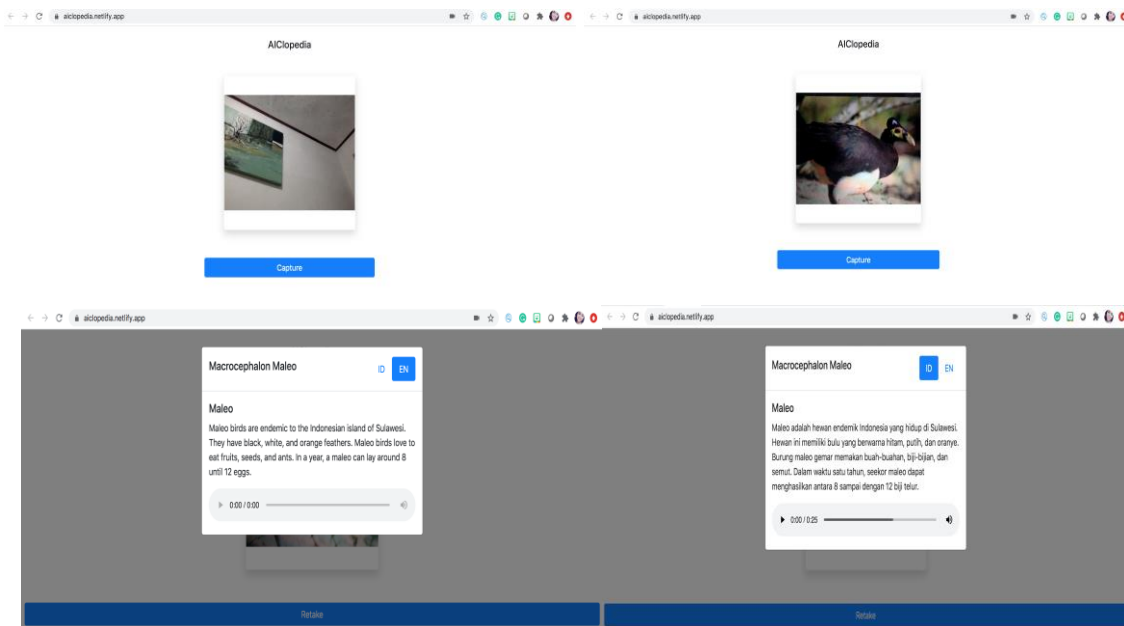 aiclopedia.netlify.app
AIClopedia
Capture
aiclopedia.netlify.app
AIClopedia
Capture
aiclopedia.netlify.app
Macrocephalon Maleo
ID EN
Maleo
Maleo birds are endemic to the Indonesian island of Sulawesi.
They have black, white, and orange feathers. Maleo birds love to
eat fruits, seeds, and ants. In a year, a maleo can lay around 8
until 12 eggs.
0:00 / 0:00
Retake
aiclopedia.netlify.app
Macrocephalon Maleo
ID EN
Maleo
Maleo adalah hewan endemik Indonesia yang hidup di Sulawesi.
Hewan ini memiliki bulu yang berwarna hitam, putih, dan oranye.
Burung maleo gemar memakan buah-buahan, biji-bijian, dan
semut. Dalam waktu satu tahun, seekor maleo dapat
menghasilkan antara 8 sampai dengan 12 biji telur.
0:00 / 0:25
Retake